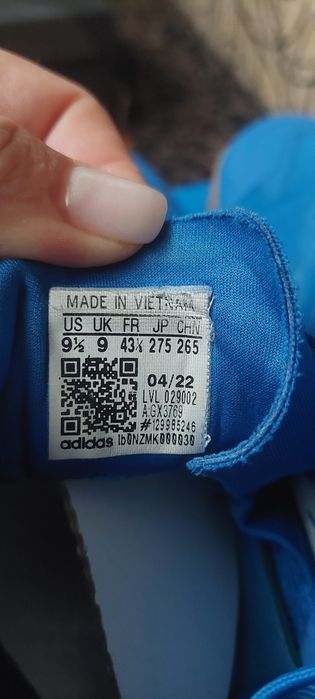 MADE IN VIETNAM
US UK FR JP CHN
9½ 9 43⅓ 275 265
04/22
LVL 029002
A.GX3769
#129985246
adidas lb0NZMK000030